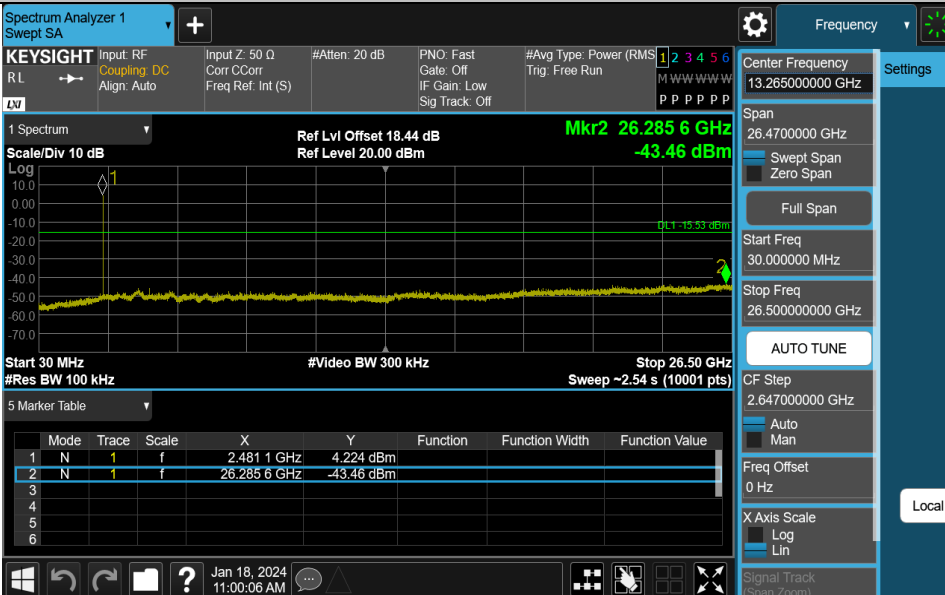 Spectrum Analyzer 1
Swept SA
+
Frequency
KEYSIGHT
Input: RF
Coupling: DC
Align: Auto
Input Z: 50 Ω
Corr CCorr
Freq Ref: Int (S)
#Atten: 20 dB
PNO: Fast
Gate: Off
IF Gain: Low
Sig Track: Off
#Avg Type: Power (RMS
Trig: Free Run
1 2 3 4 5 6
M W W W W W
P P P P P P
R L
LXI
1 Spectrum
Scale/Div 10 dB
Ref Lvl Offset 18.44 dB
Ref Level 20.00 dBm
Mkr2 26.285 6 GHz
-43.46 dBm
Log
10.0
0.00
-10.0
-20.0
-30.0
-40.0
-50.0
-60.0
-70.0
1
DL1 -15.53 dBm
2
Start 30 MHz
#Video BW 300 kHz
Stop 26.50 GHz
#Res BW 100 kHz
Sweep ~2.54 s (10001 pts)
5 Marker Table
Mode Trace Scale X Y Function Function Width Function Value
1 N 1 f 2.481 1 GHz 4.224 dBm
2 N 1 f 26.285 6 GHz -43.46 dBm
3
4
5
6
Jan 18, 2024
11:00:06 AM
?
Center Frequency
13.265000000 GHz
Span
26.4700000 GHz
Swept Span
Zero Span
Full Span
Start Freq
30.000000 MHz
Stop Freq
26.500000000 GHz
AUTO TUNE
CF Step
2.647000000 GHz
Auto
Man
Freq Offset
0 Hz
X Axis Scale
Log
Lin
Signal Track
(Span Zoom)
Settings
Local